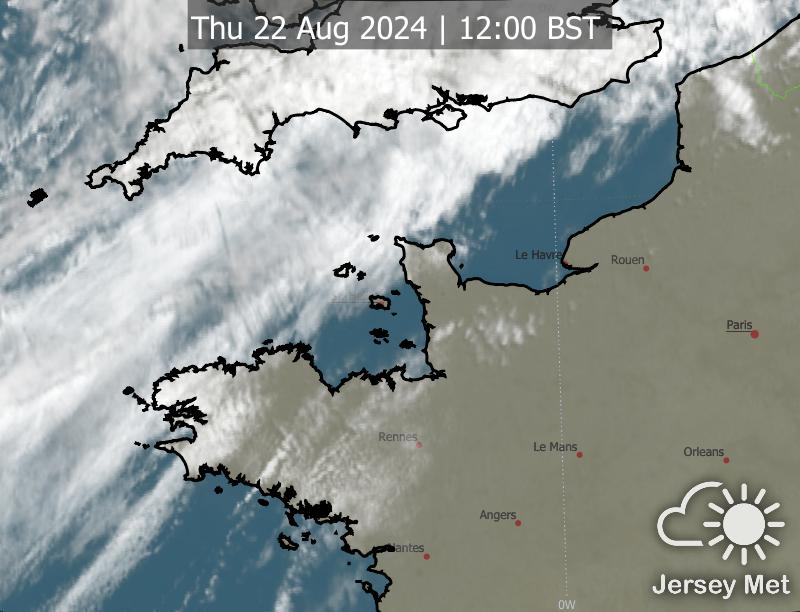 Thu 22 Aug 2024 | 12:00 BST
Le Havre
Rouen
Paris
Rennes
Le Mans
Orleans
Angers
Nantes
Jersey Met
0W